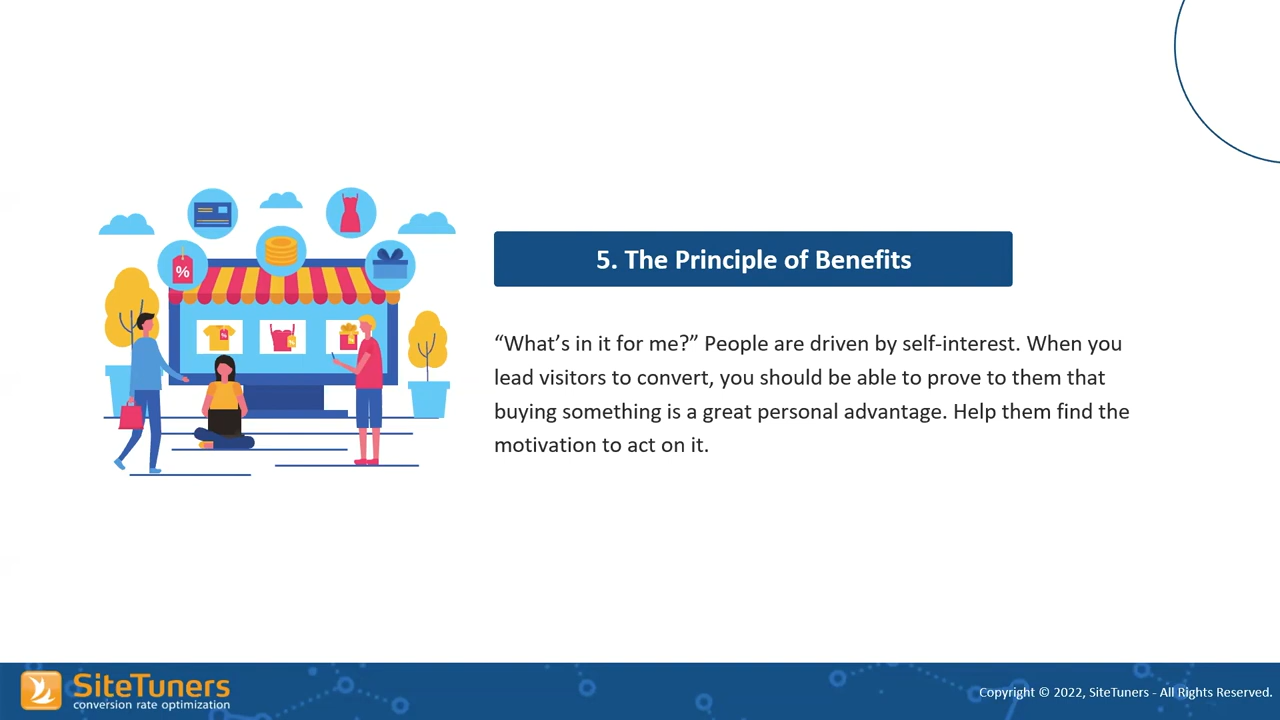 5. The Principle of Benefits
“What’s in it for me?” People are driven by self-interest. When you
lead visitors to convert, you should be able to prove to them that
buying something is a great personal advantage. Help them find the
motivation to act on it.
%
SiteTuners
conversion rate optimization
Copyright © 2022, SiteTuners - All Rights Reserved.